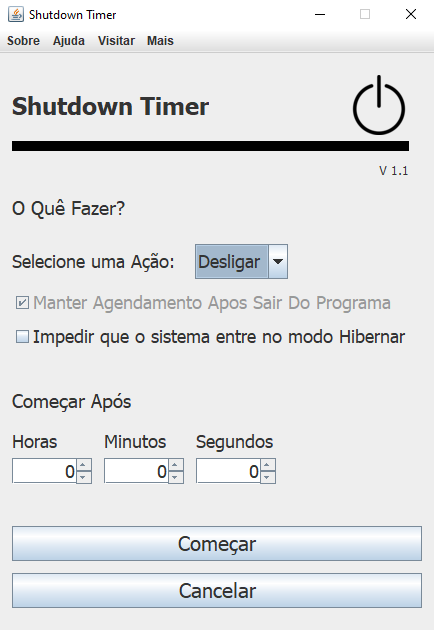 Shutdown Timer
Sobre Ajuda Visitar Mais
Shutdown Timer
V 1.1
O Quê Fazer?
Selecione uma Ação: Desligar
Manter Agendamento Apos Sair Do Programa
Impedir que o sistema entre no modo Hibernar
Começar Após
Horas Minutos Segundos
0 0 0
Começar
Cancelar